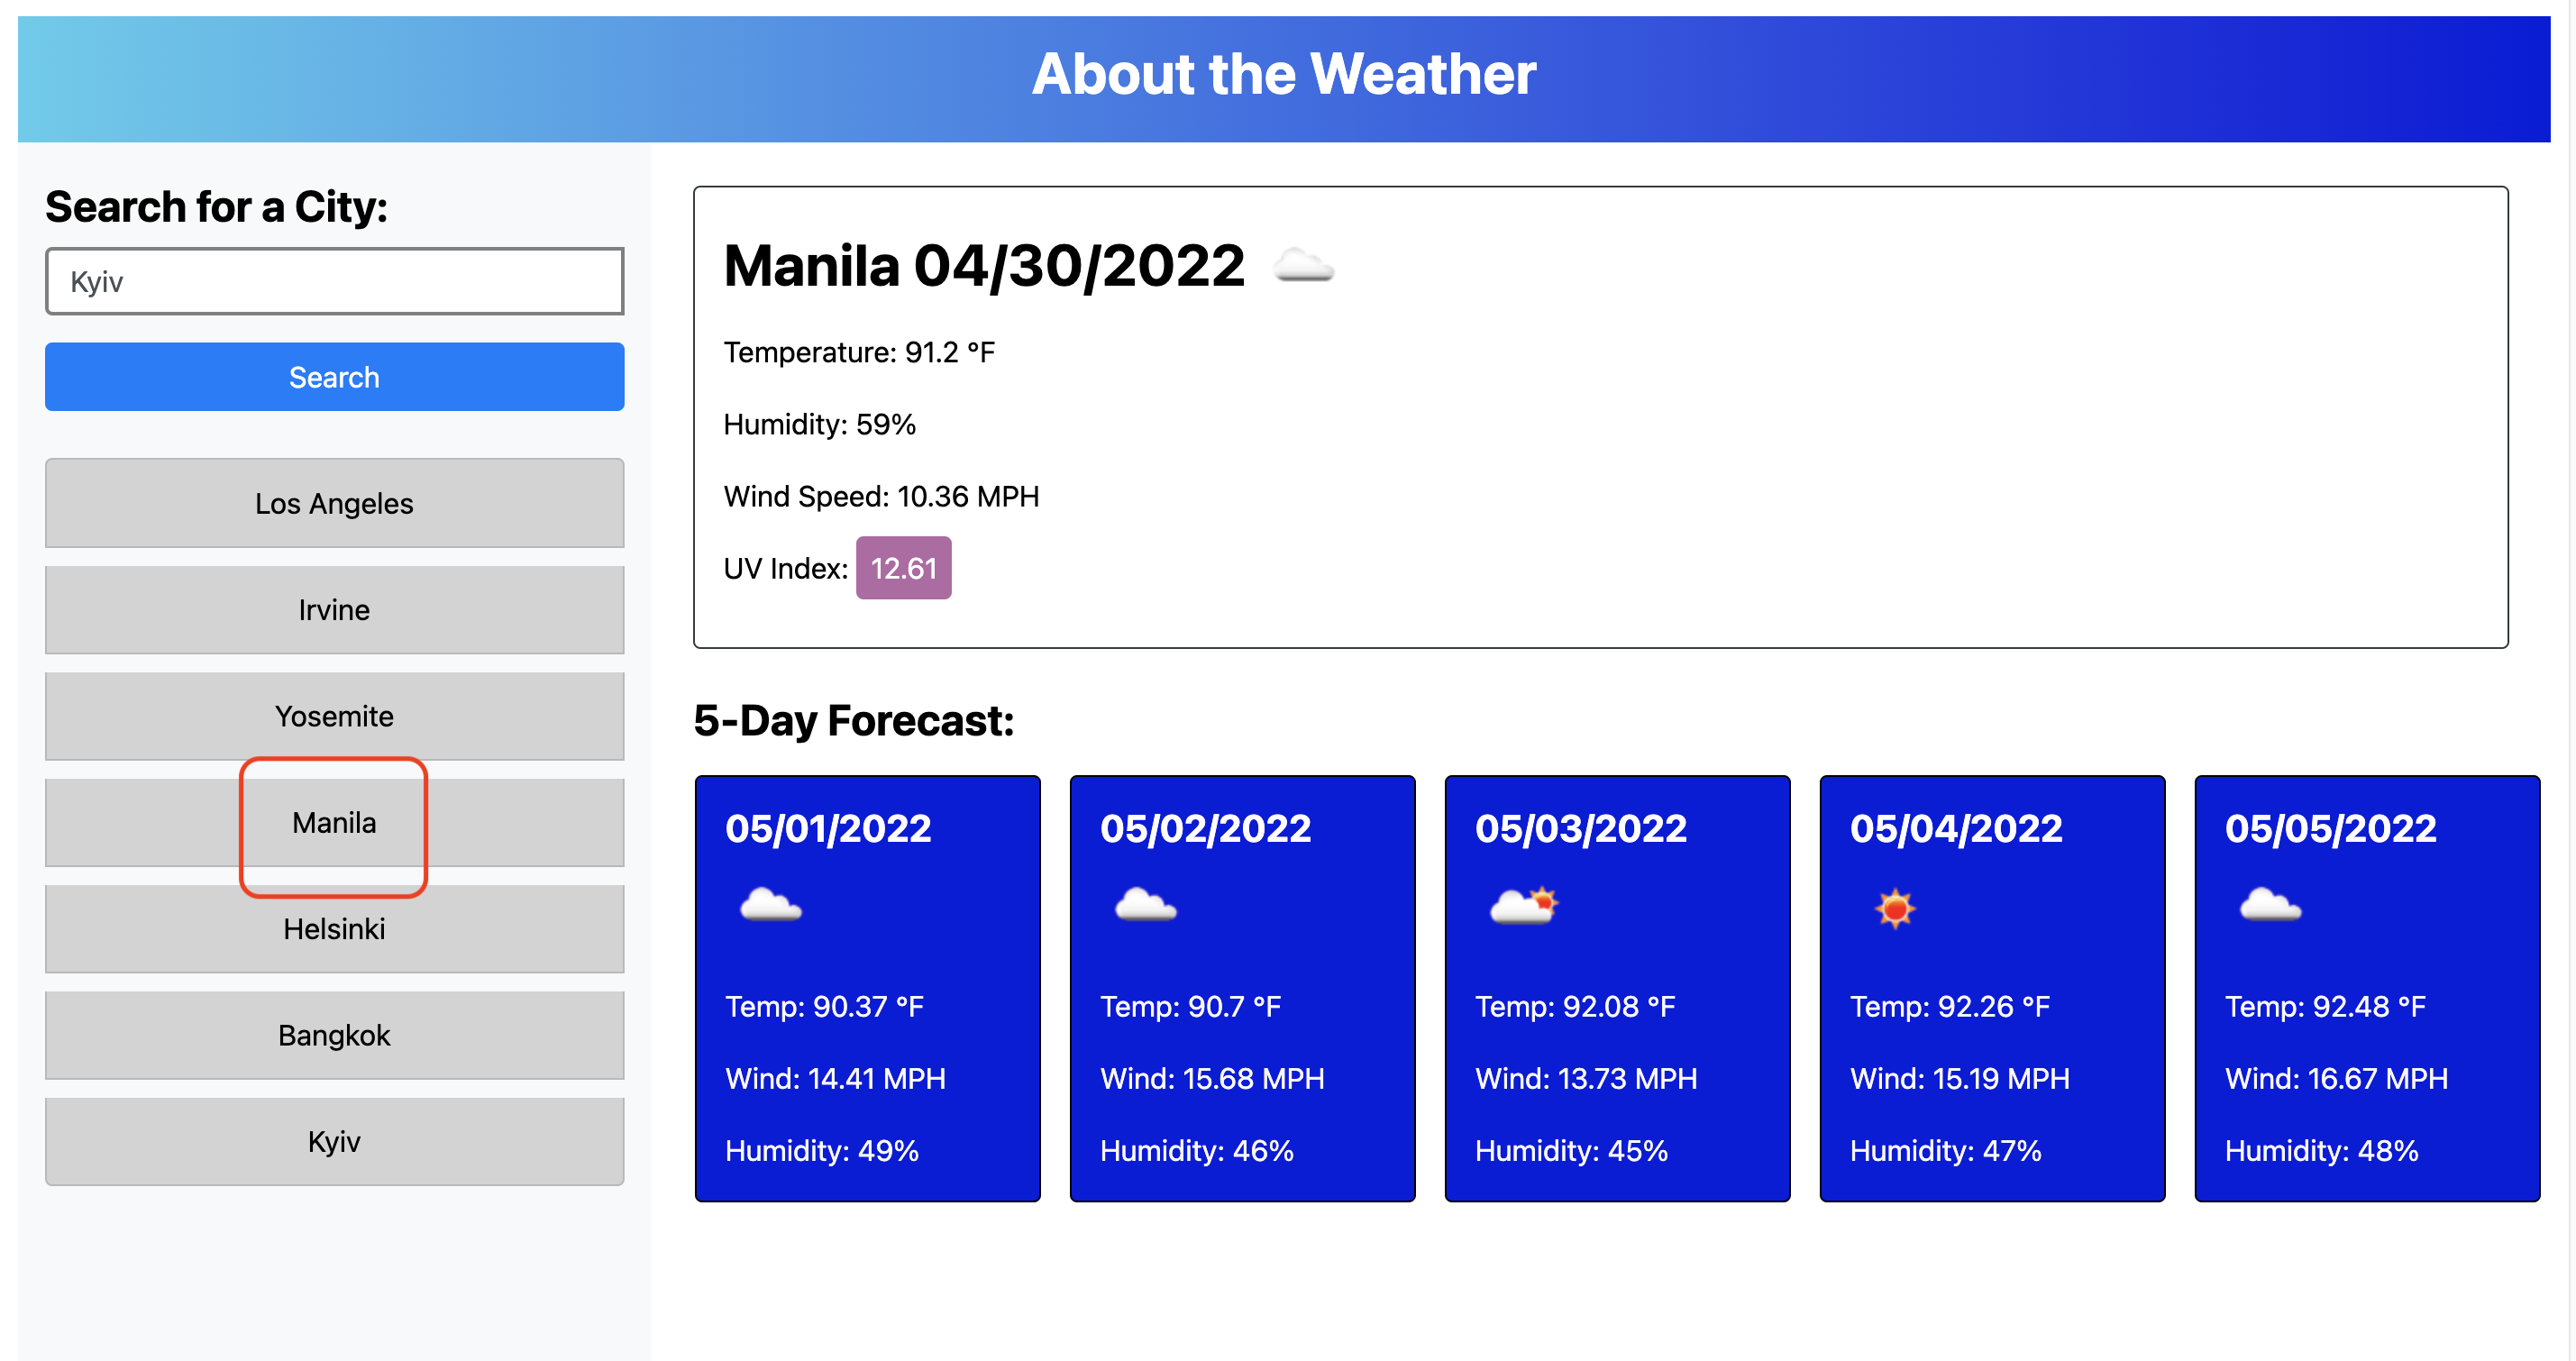 About the Weather
Search for a City:
Kyiv
Search
Los Angeles
Irvine
Yosemite
Manila
Helsinki
Bangkok
Kyiv
Manila 04/30/2022
Temperature: 91.2 °F
Humidity: 59%
Wind Speed: 10.36 MPH
UV Index: 12.61
5-Day Forecast:
05/01/2022
Temp: 90.37 °F
Wind: 14.41 MPH
Humidity: 49%
05/02/2022
Temp: 90.7 °F
Wind: 15.68 MPH
Humidity: 46%
05/03/2022
Temp: 92.08 °F
Wind: 13.73 MPH
Humidity: 45%
05/04/2022
Temp: 92.26 °F
Wind: 15.19 MPH
Humidity: 47%
05/05/2022
Temp: 92.48 °F
Wind: 16.67 MPH
Humidity: 48%